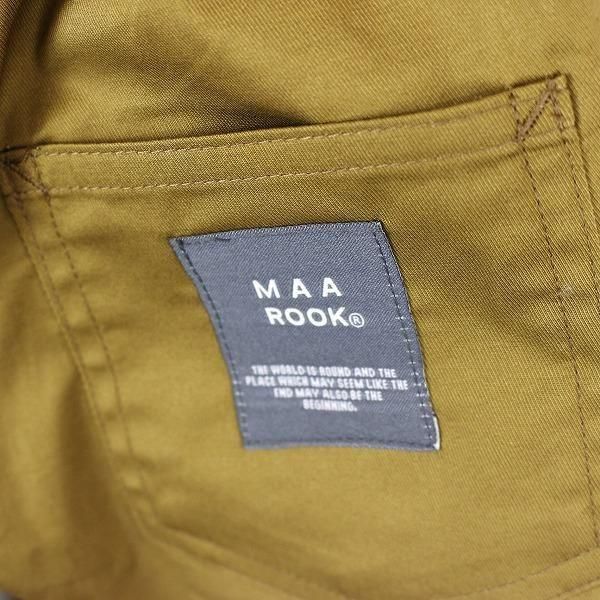 MAA
ROOK®
THE WORLD IS ROUND AND THE
PLACE WHICH MAY SEEM LIKE THE
END MAY ALSO BE THE
BEGINNING.